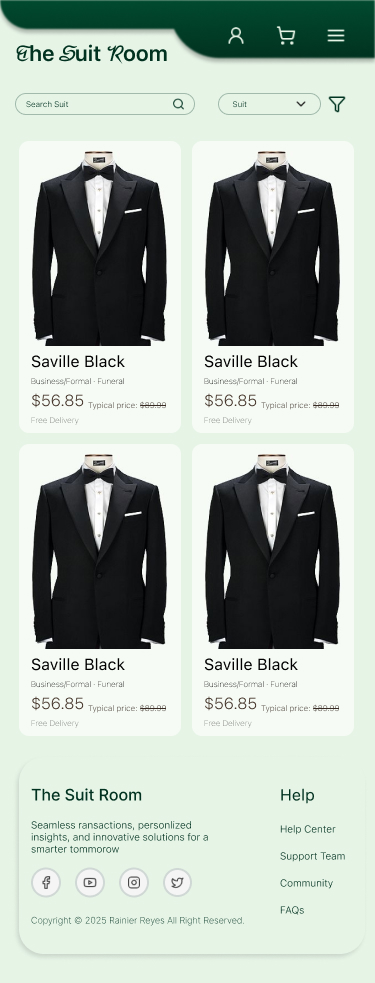 The Suit Room
Search Suit
Suit
Saville Black
Business/Formal · Funeral
$56.85 Typical price: $89.99
Free Delivery
Saville Black
Business/Formal · Funeral
$56.85 Typical price: $89.99
Free Delivery
Saville Black
Business/Formal · Funeral
$56.85 Typical price: $89.99
Free Delivery
Saville Black
Business/Formal · Funeral
$56.85 Typical price: $89.99
Free Delivery
The Suit Room
Seamless ransactions, personlized
insights, and innovative solutions for a
smarter tommorow
Copyright © 2025 Rainier Reyes All Right Reserved.
Help
Help Center
Support Team
Community
FAQs